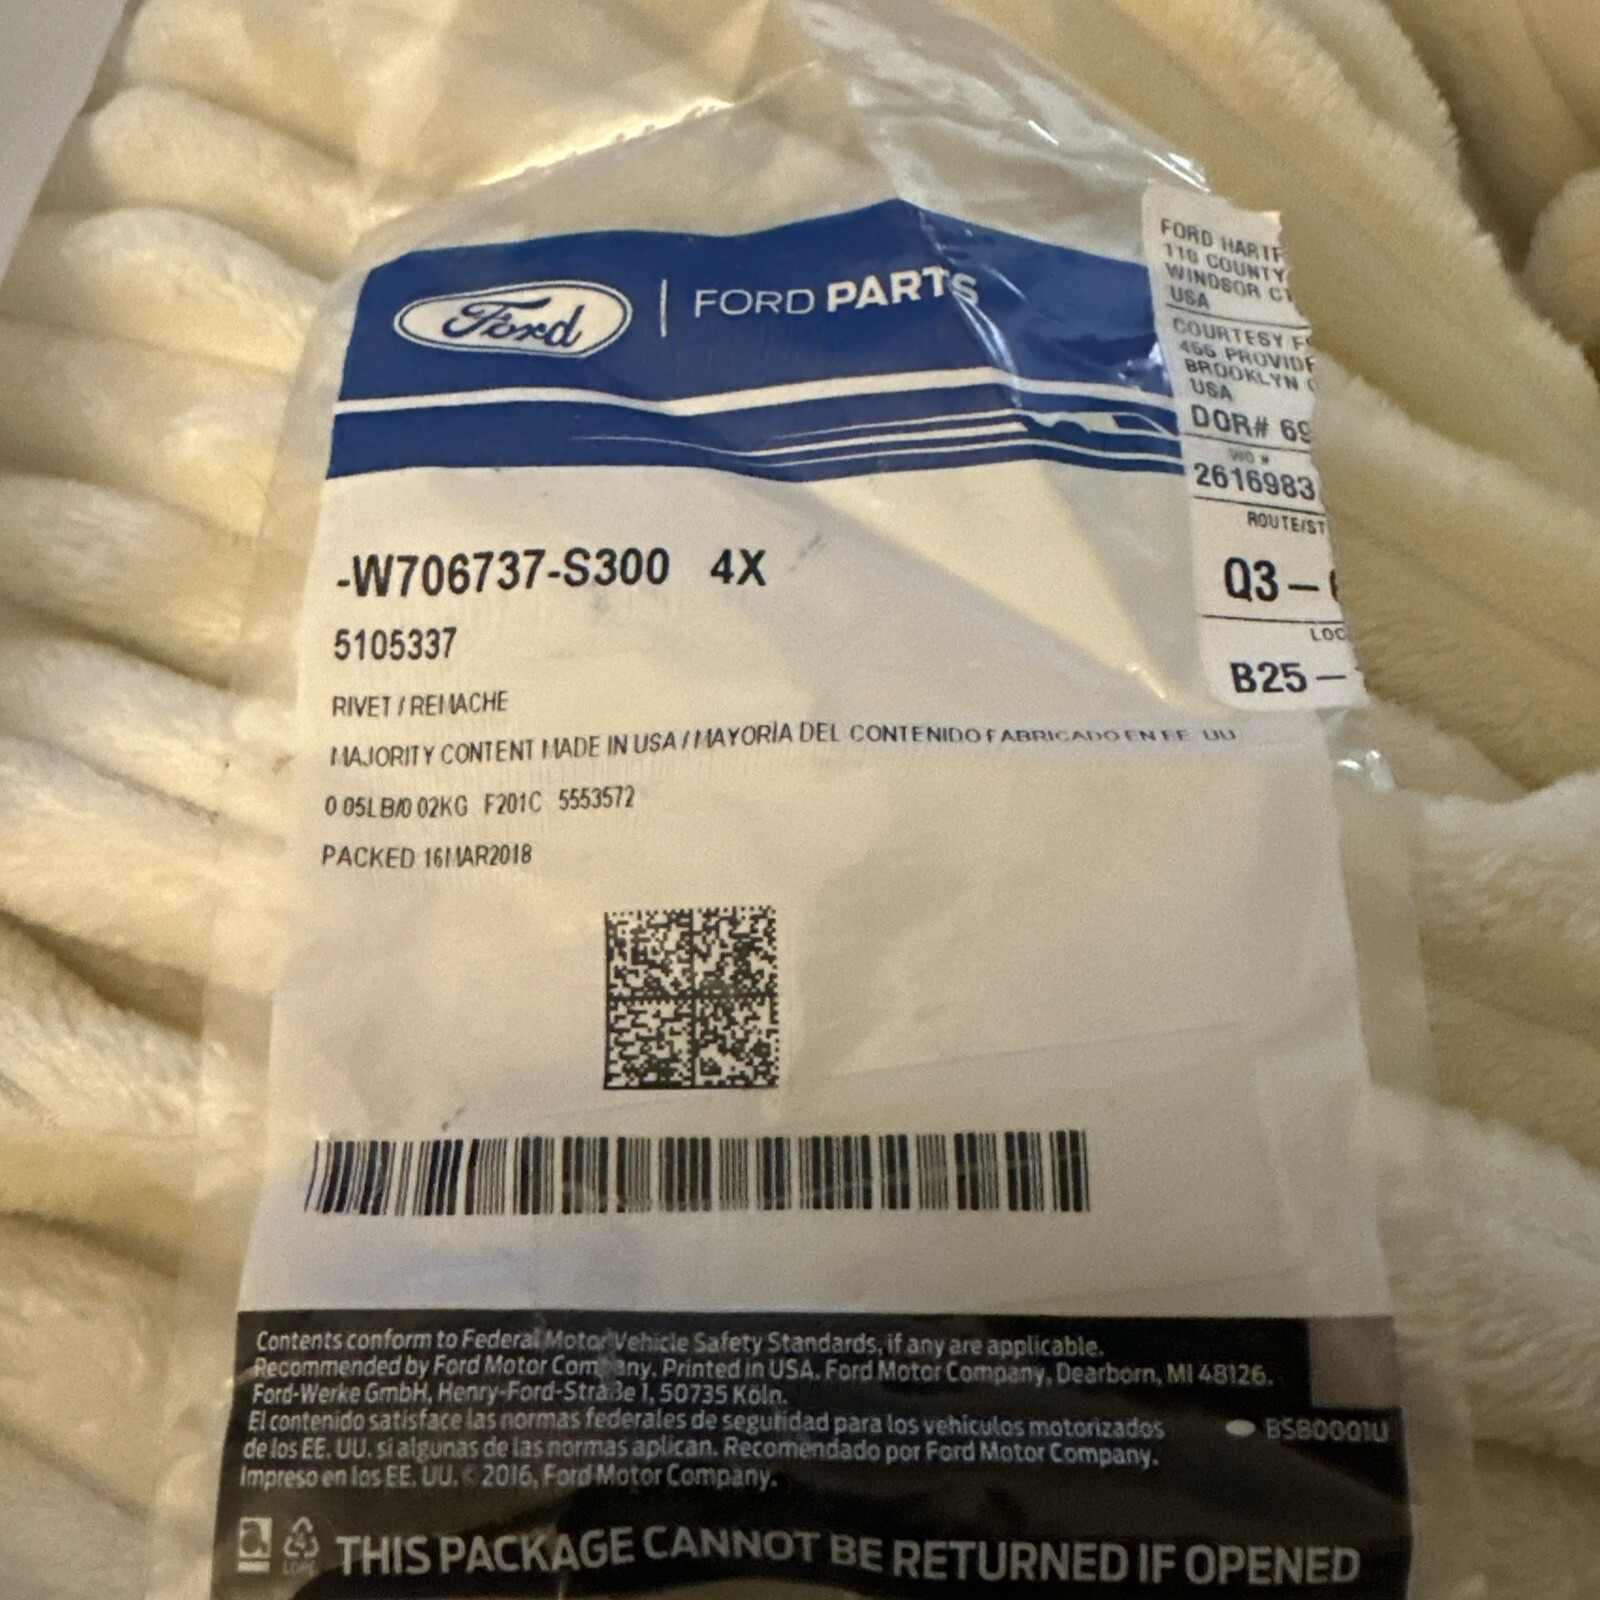 Ford | FORD PARTS
FORD HARTF
110 COUNTY
WINDSOR CT
USA
COURTESY F
466 PROVIDE
BROOKLYN
USA
DOR# 69
WO #
2616983
ROUTE/ST
Q3-
LOC
B25-
-W706737-S300 4X
5105337
RIVET / REMACHE
MAJORITY CONTENT MADE IN USA / MAYORÍA DEL CONTENIDO FABRICADO EN EE UU
0 05LB/0 02KG F201C 5553572
PACKED 16MAR2018
Contents conform to Federal Motor Vehicle Safety Standards, if any are applicable.
Recommended by Ford Motor Company. Printed in USA. Ford Motor Company, Dearborn, MI 48126.
Ford-Werke GmbH, Henry-Ford-Straße 1, 50735 Köln.
El contenido satisface las normas federales de seguridad para los vehículos motorizados
de los EE. UU. si algunas de las normas aplican. Recomendado por Ford Motor Company.
Impreso en los EE. UU. © 2016, Ford Motor Company.
BSB0001U
4
THIS PACKAGE CANNOT BE RETURNED IF OPENED